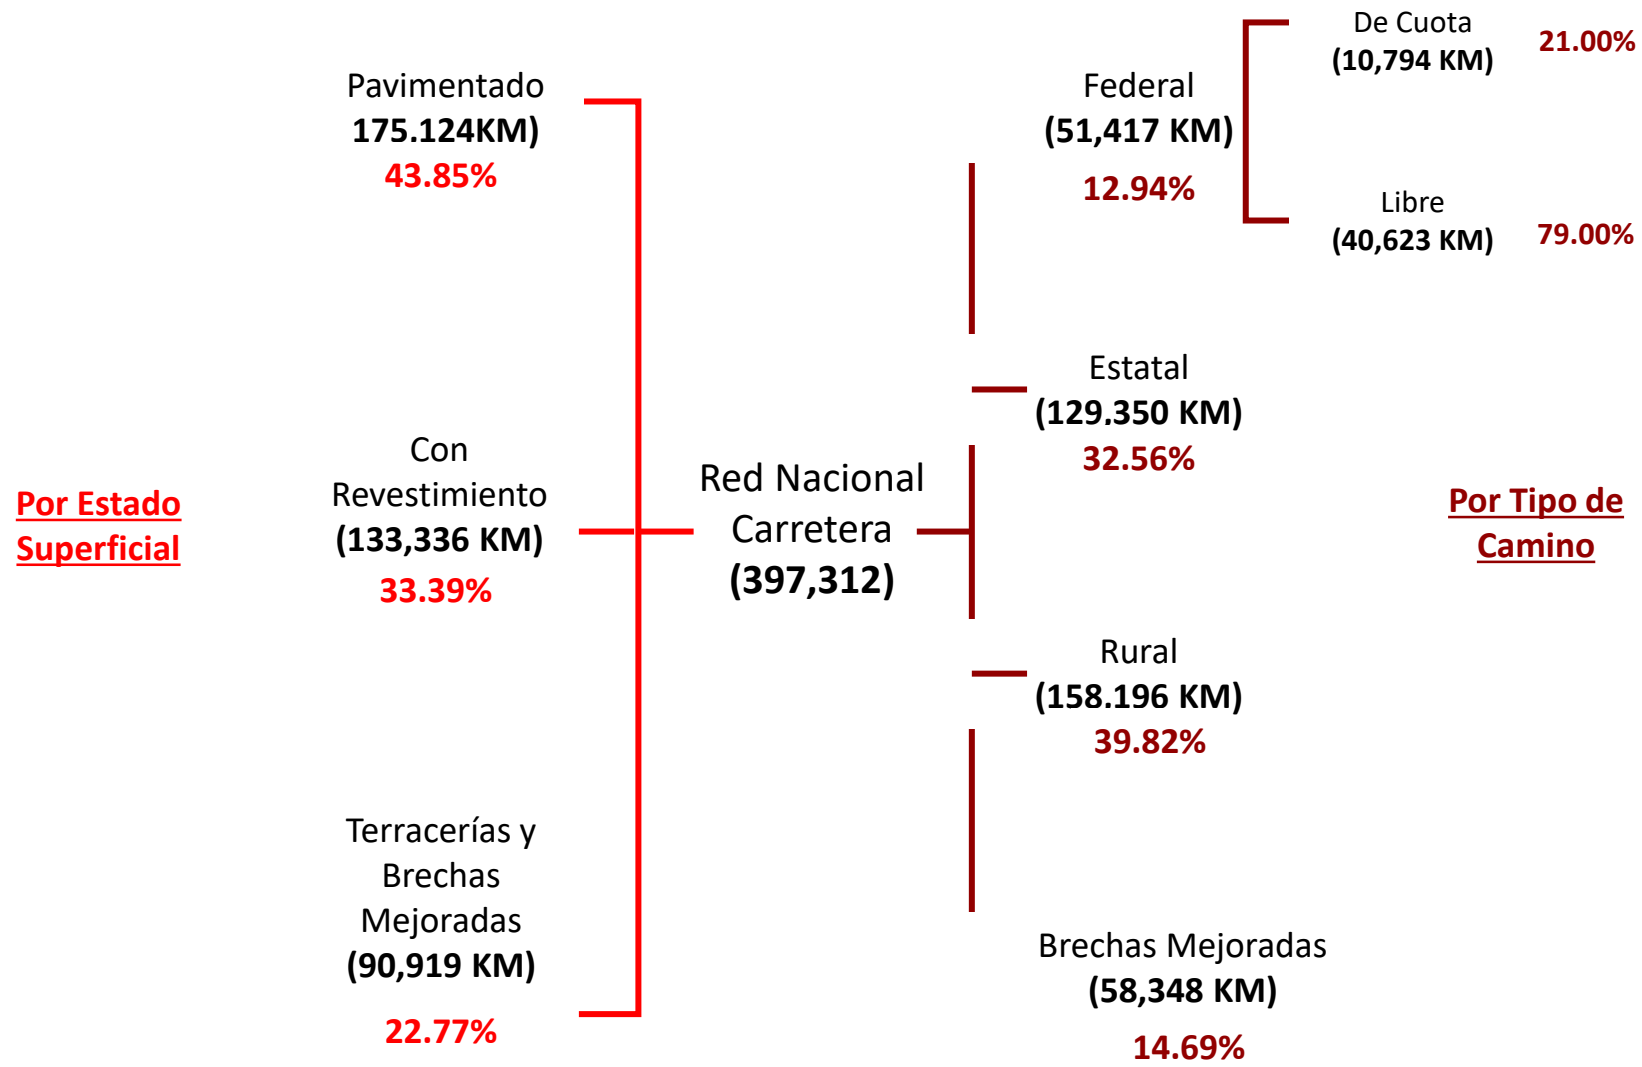 Por Estado
Superficial
Pavimentado
175.124KM)
43.85%
Con
Revestimiento
(133,336 KM)
33.39%
Terracerías y
Brechas
Mejoradas
(90,919 KM)
22.77%
Red Nacional
Carretera
(397,312)
Federal
(51,417 KM)
12.94%
De Cuota
(10,794 KM)
21.00%
Libre
(40,623 KM)
79.00%
Estatal
(129,350 KM)
32.56%
Rural
(158,196 KM)
39.82%
Brechas Mejoradas
(58,348 KM)
14.69%
Por Tipo de
Camino